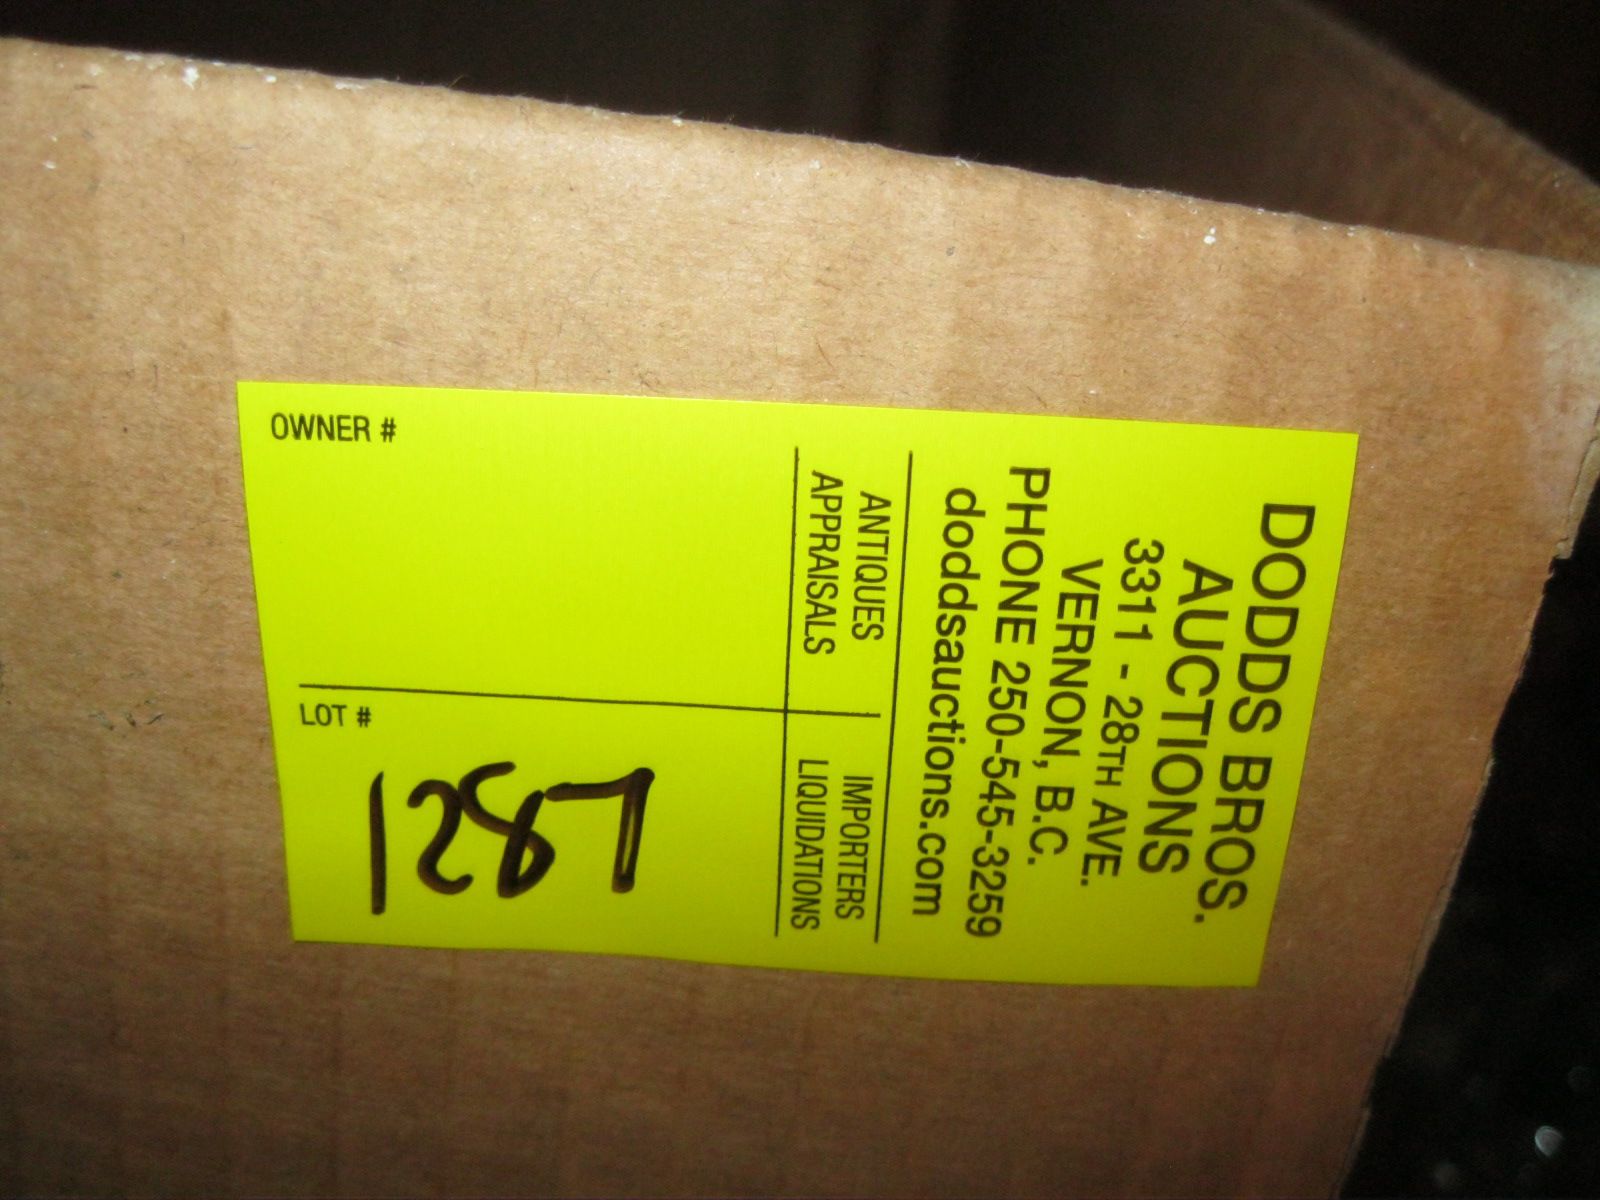 DODDS BROS.
AUCTIONS
3311 - 28TH AVE.
VERNON, B.C.
PHONE 250-545-3259
doddsauctions.com
ANTIQUES
APPRAISALS
IMPORTERS
LIQUIDATIONS
OWNER #
LOT #
1287